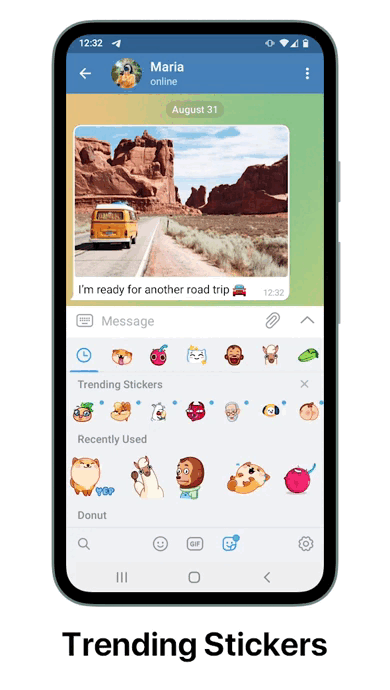 12:32
Maria
online
August 31
I'm ready for another road trip 🚘 12:32
Message
Trending Stickers
Recently Used
YEP
Donut
GIF
Trending Stickers